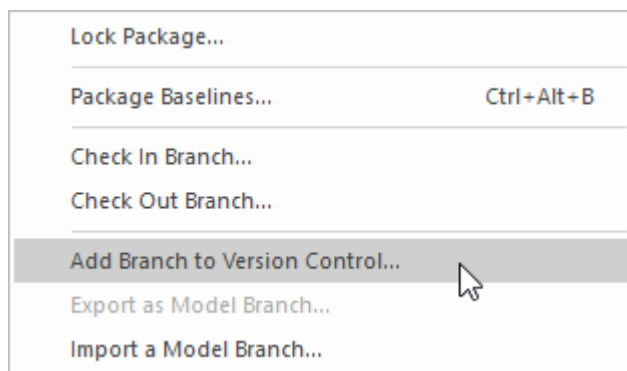 Lock Package...
Package Baselines... Ctrl+Alt+B
Check In Branch...
Check Out Branch...
Add Branch to Version Control...
Export as Model Branch...
Import a Model Branch...